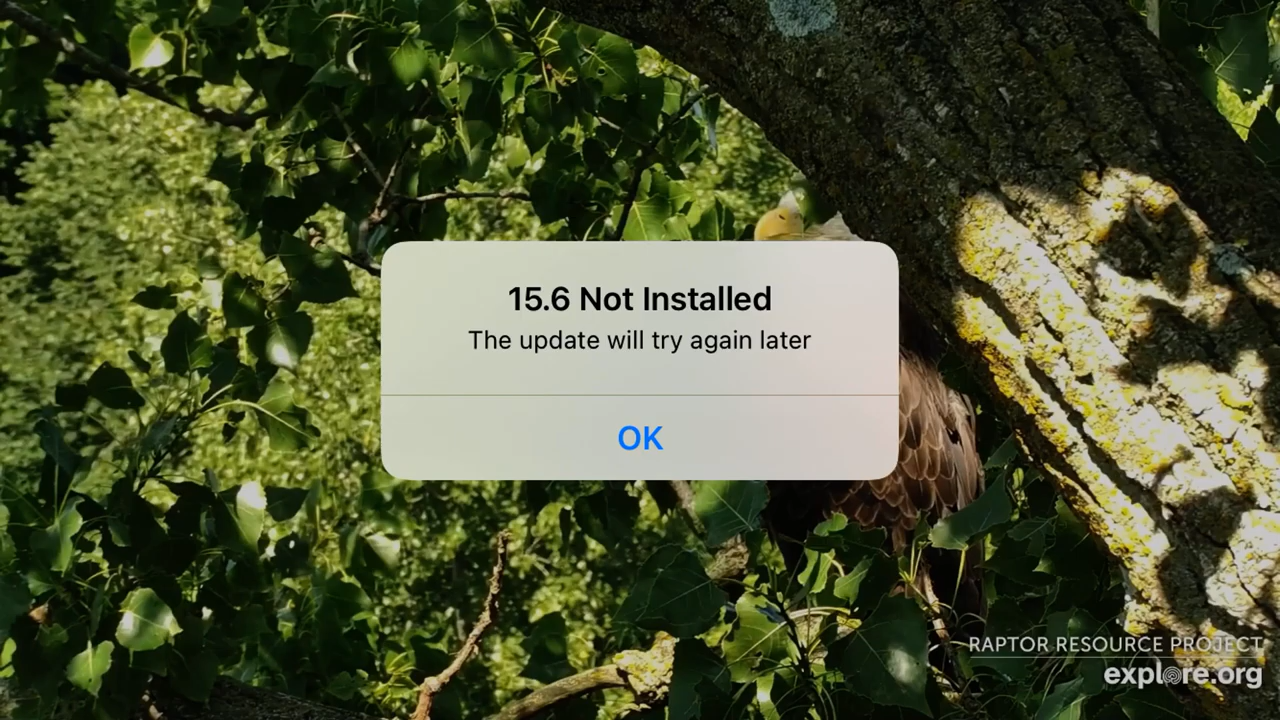 15.6 Not Installed
The update will try again later
OK
RAPTOR RESOURCE PROJECT
explore.org